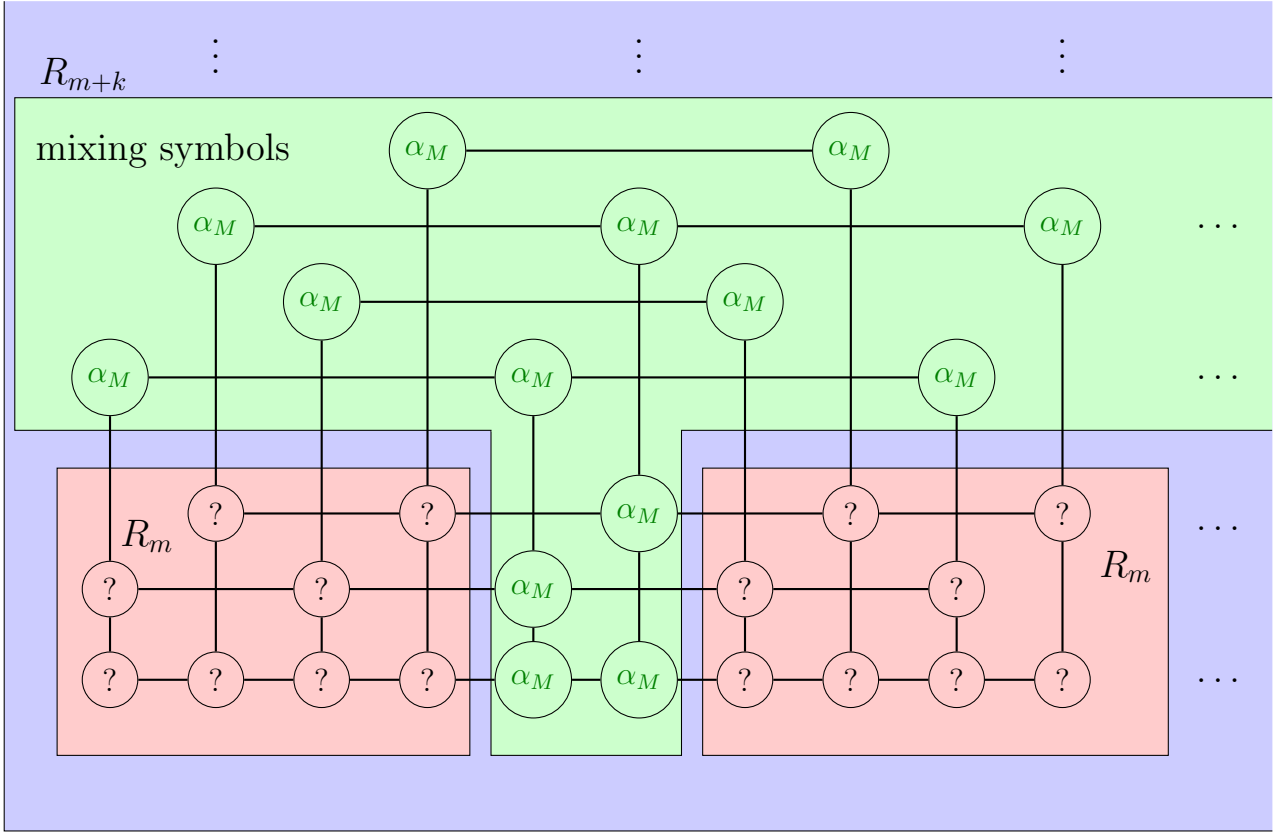 ⋮ ⋮ ⋮
R_{m+k}
mixing symbols
α_M α_M
α_M α_M α_M ⋯
α_M α_M
α_M α_M α_M ⋯
? ? α_M ? ? ⋯
R_m
R_m
? ? α_M ? ?
? ? ? ? α_M α_M ? ? ? ? ⋯